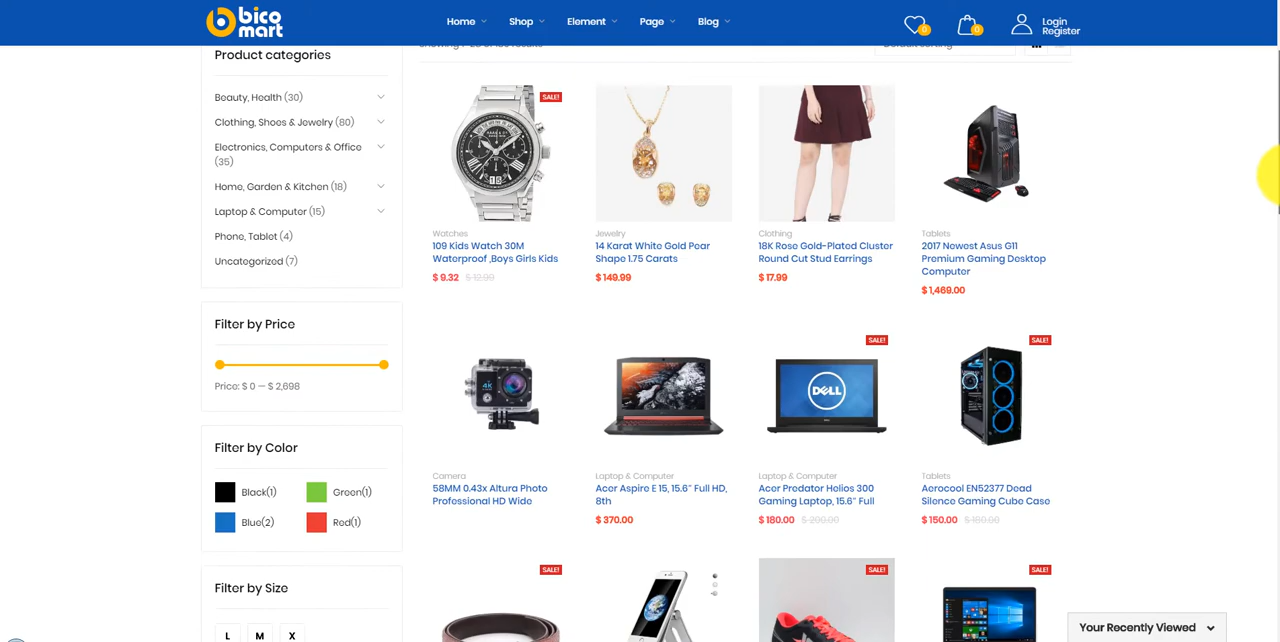 bico
mart
Home
Shop
Element
Page
Blog
0
0
Login
Register
Product categories
Beauty, Health (30)
Clothing, Shoes & Jewelry (80)
Electronics, Computers & Office
(35)
Home, Garden & Kitchen (18)
Laptop & Computer (15)
Phone, Tablet (4)
Uncategorized (7)
Filter by Price
Price: $ 0 — $ 2,698
Filter by Color
Black(1)
Green(1)
Blue(2)
Red(1)
Filter by Size
L
M
X
Default sorting
SALE!
Watches
109 Kids Watch 30M
Waterproof ,Boys Girls Kids
$ 9.32 $ 12.99
Jewelry
14 Karat White Gold Pear
Shape 1.75 Carats
$ 149.99
Clothing
18K Rose Gold-Plated Cluster
Round Cut Stud Earrings
$ 17.99
Tablets
2017 Newest Asus G11
Premium Gaming Desktop
Computer
$ 1,469.00
4K
Camera
58MM 0.43x Altura Photo
Professional HD Wide
Laptop & Computer
Acer Aspire E 15, 15.6" Full HD,
8th
$ 370.00
SALE!
DELL
Laptop & Computer
Acer Predator Helios 300
Gaming Laptop, 15.6" Full
$ 180.00 $ 200.00
SALE!
Tablets
Aerocool EN52377 Dead
Silence Gaming Cube Case
$ 150.00 $ 180.00
SALE!
SALE!
SALE!
Your Recently Viewed